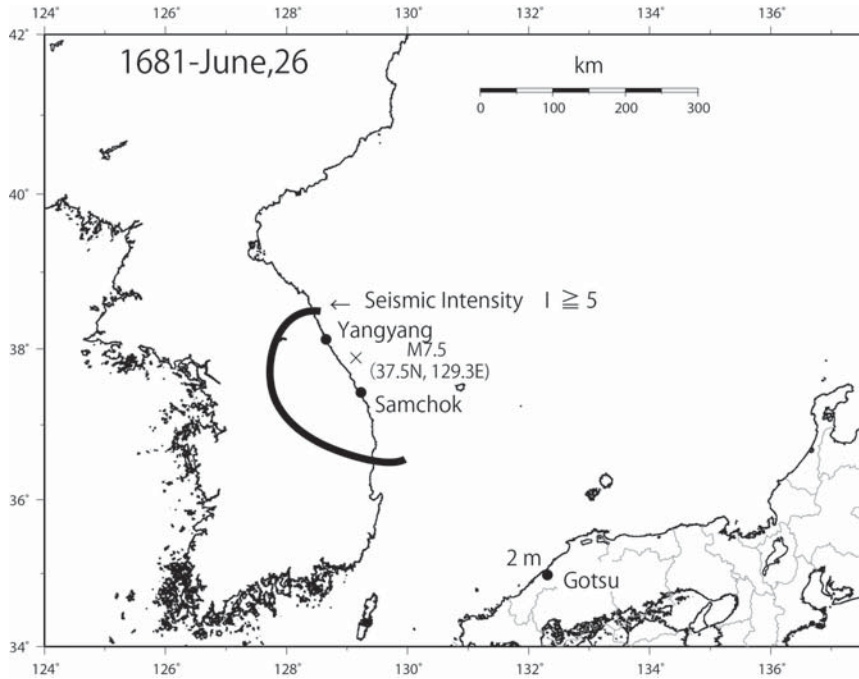 124° 126° 128° 130° 132° 134° 136°
42°
1681-June,26
km
0 100 200 300
40°
← Seismic Intensity I ≧ 5
Yangyang
38°
× M7.5
(37.5N, 129.3E)
Samchok
36°
2 m
Gotsu
34°
124° 126° 128° 130° 132° 134° 136°